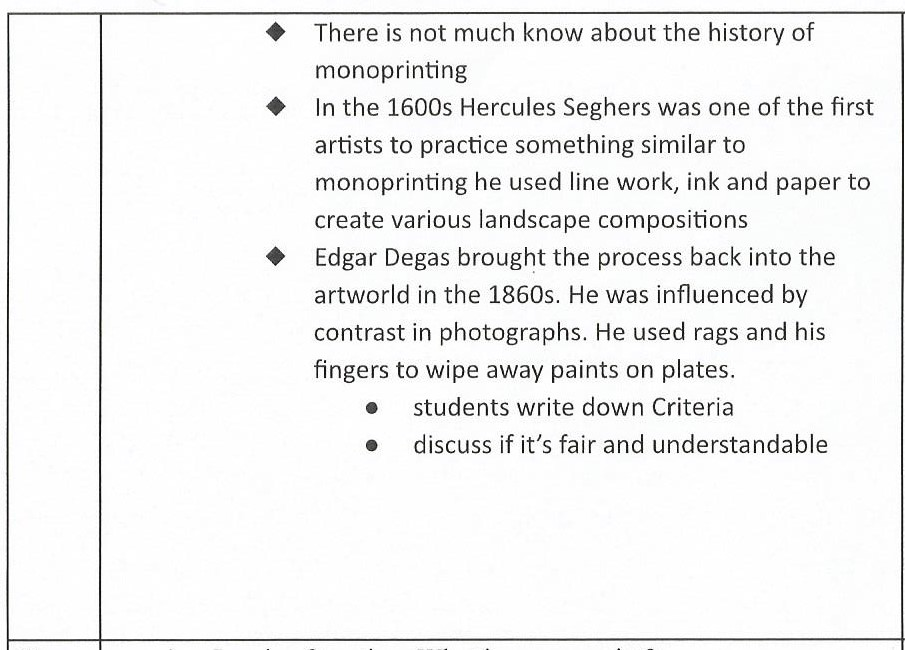 ◆ There is not much know about the history of
monoprinting
◆ In the 1600s Hercules Seghers was one of the first
artists to practice something similar to
monoprinting he used line work, ink and paper to
create various landscape compositions
◆ Edgar Degas brought the process back into the
artworld in the 1860s. He was influenced by
contrast in photographs. He used rags and his
fingers to wipe away paints on plates.
● students write down Criteria
● discuss if it's fair and understandable